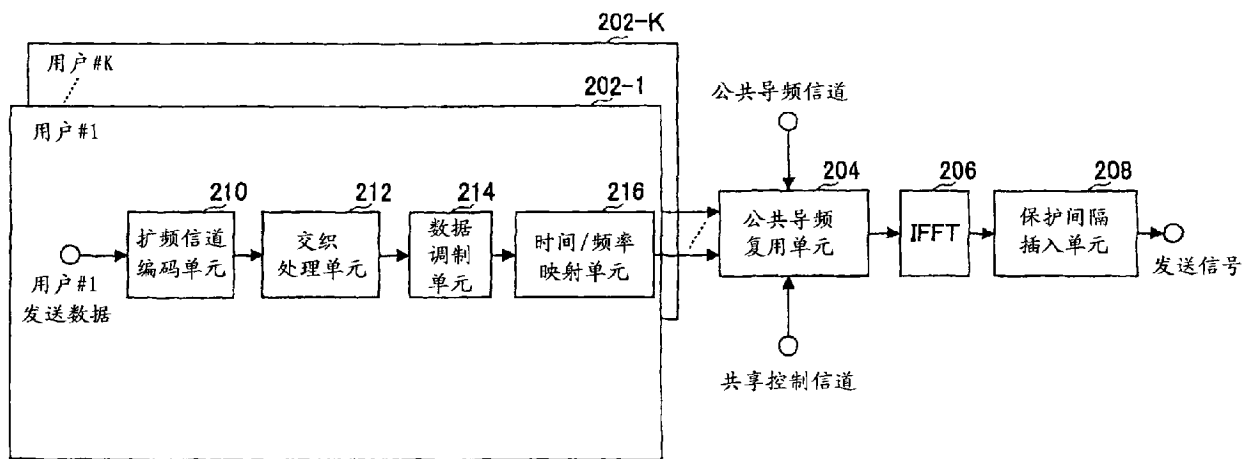 202-K
用户#K
202-1
用户#1
公共导频信道
210
212
214
216
204
206
208
扩频信道
编码单元
交织
处理单元
数据
调制
单元
时间/频率
映射单元
公共导频
复用单元
IFFT
保护间隔
插入单元
用户#1
发送数据
发送信号
共享控制信道